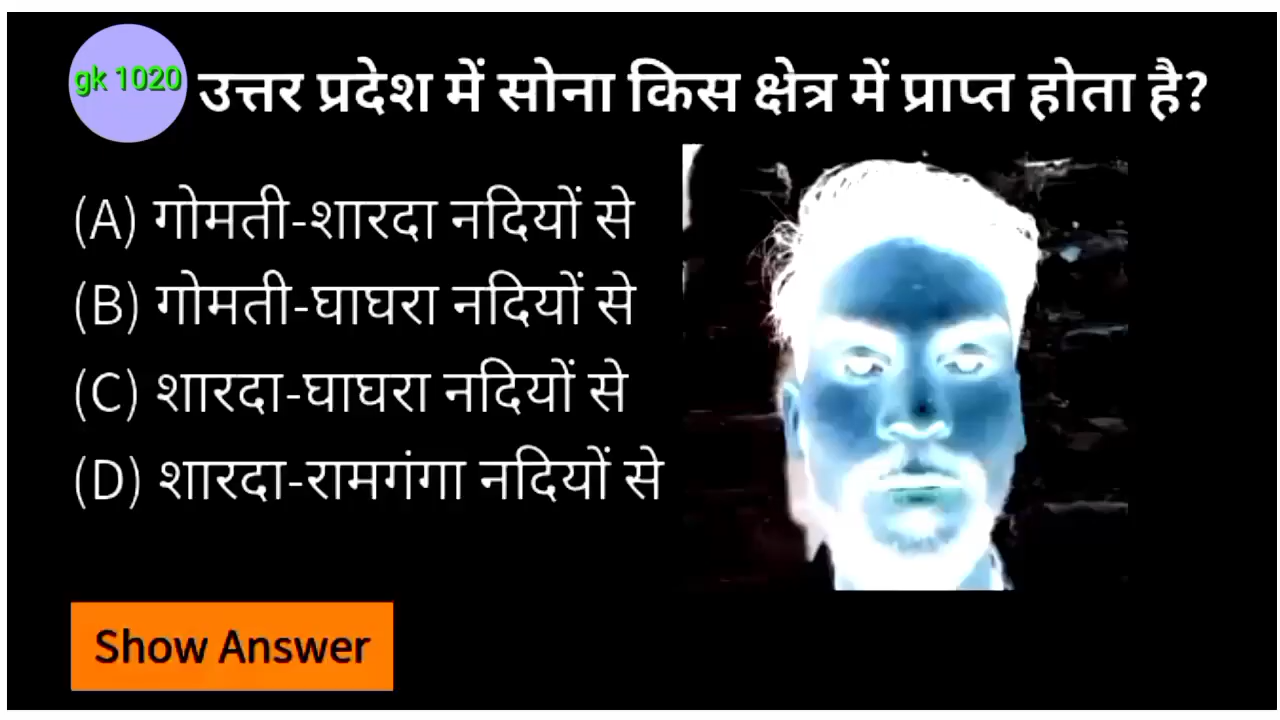 gk 1020
उत्तर प्रदेश में सोना किस क्षेत्र में प्राप्त होता है?
(A) गोमती-शारदा नदियों से
(B) गोमती-घाघरा नदियों से
(C) शारदा-घाघरा नदियों से
(D) शारदा-रामगंगा नदियों से
Show Answer